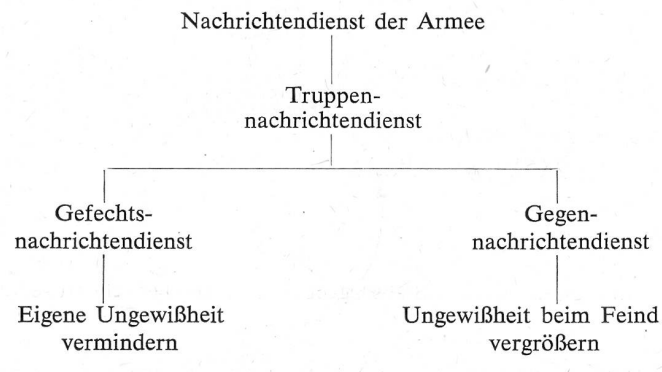 Nachrichtendienst der Armee
Truppen-
nachrichtendienst
Gefechts-
nachrichtendienst
Gegen-
nachrichtendienst
Eigene Ungewißheit
vermindern
Ungewißheit beim Feind
vergrößern